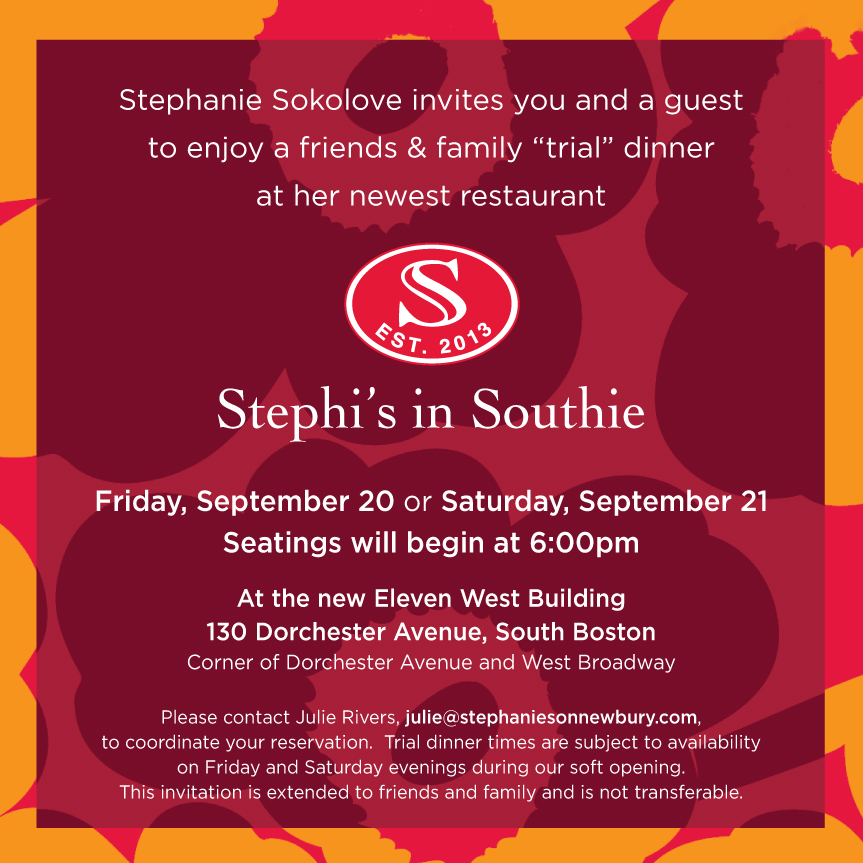 Stephanie Sokolove invites you and a guest
to enjoy a friends & family “trial” dinner
at her newest restaurant
S
EST. 2013
Stephi’s in Southie
Friday, September 20 or Saturday, September 21
Seatings will begin at 6:00pm
At the new Eleven West Building
130 Dorchester Avenue, South Boston
Corner of Dorchester Avenue and West Broadway
Please contact Julie Rivers, julie@stephaniesonnewbury.com,
to coordinate your reservation.  Trial dinner times are subject to availability
on Friday and Saturday evenings during our soft opening.
This invitation is extended to friends and family and is not transferable.